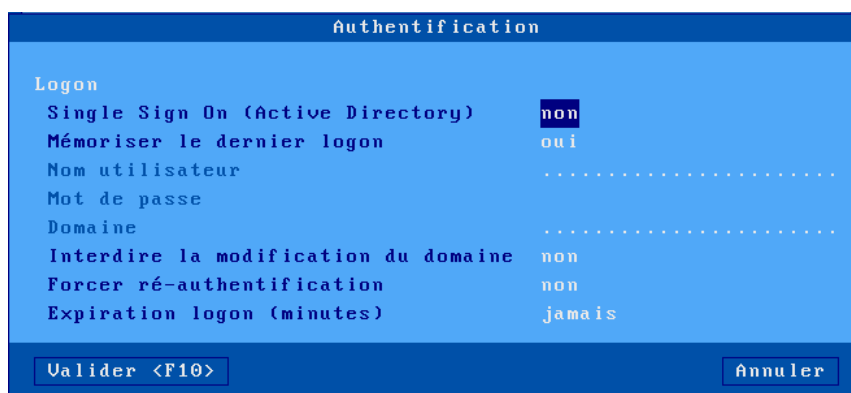 Authentification
Logon
Single Sign On (Active Directory) non
Mémoriser le dernier logon oui
Nom utilisateur .......................
Mot de passe
Domaine .......................
Interdire la modification du domaine non
Forcer ré-authentification non
Expiration logon (minutes) jamais
Valider <F10> Annuler